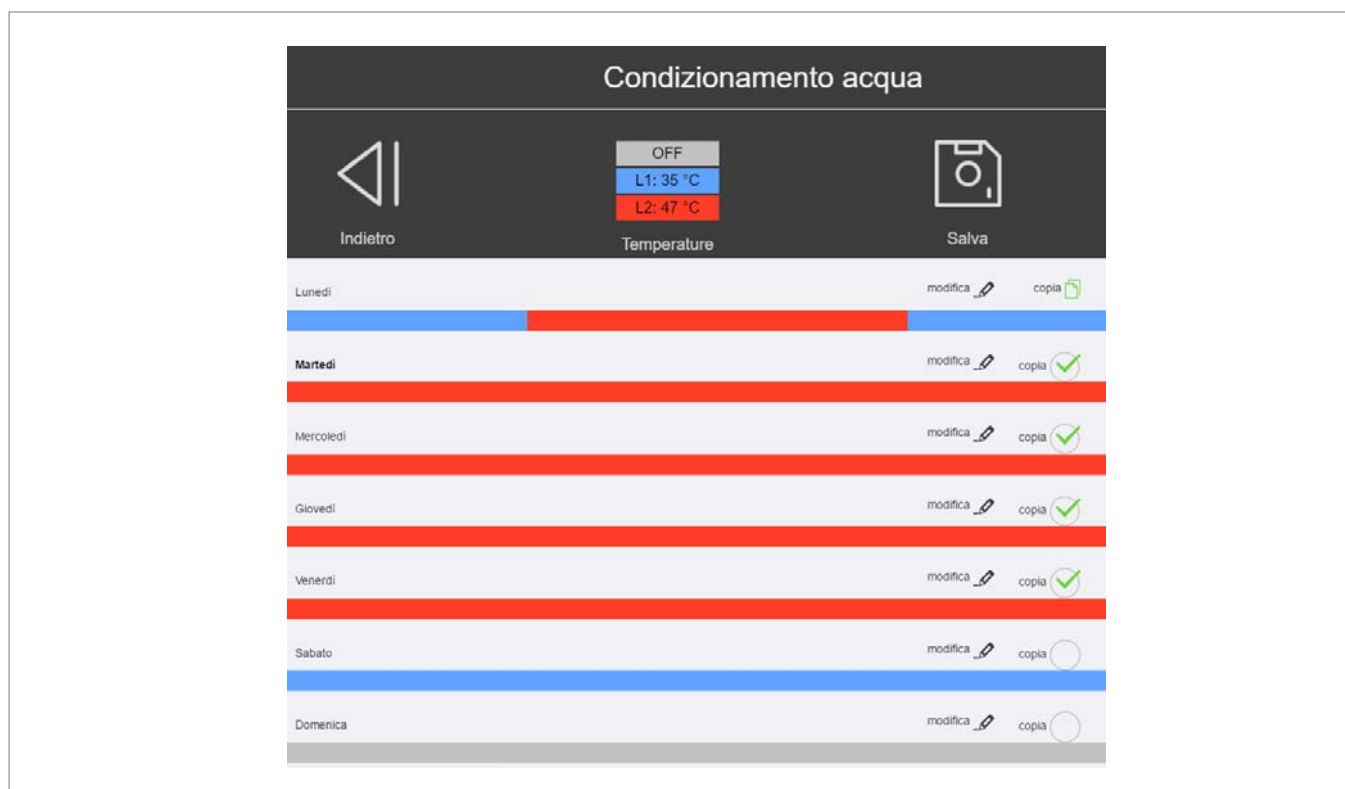 Condizionamento acqua
OFF
L1: 35 °C
L2: 47 °C
Indietro
Temperature
Salva
Lunedì
modifica
copia
Martedì
modifica
copia
Mercoledì
modifica
copia
Giovedì
modifica
copia
Venerdì
modifica
copia
Sabato
modifica
copia
Domenica
modifica
copia